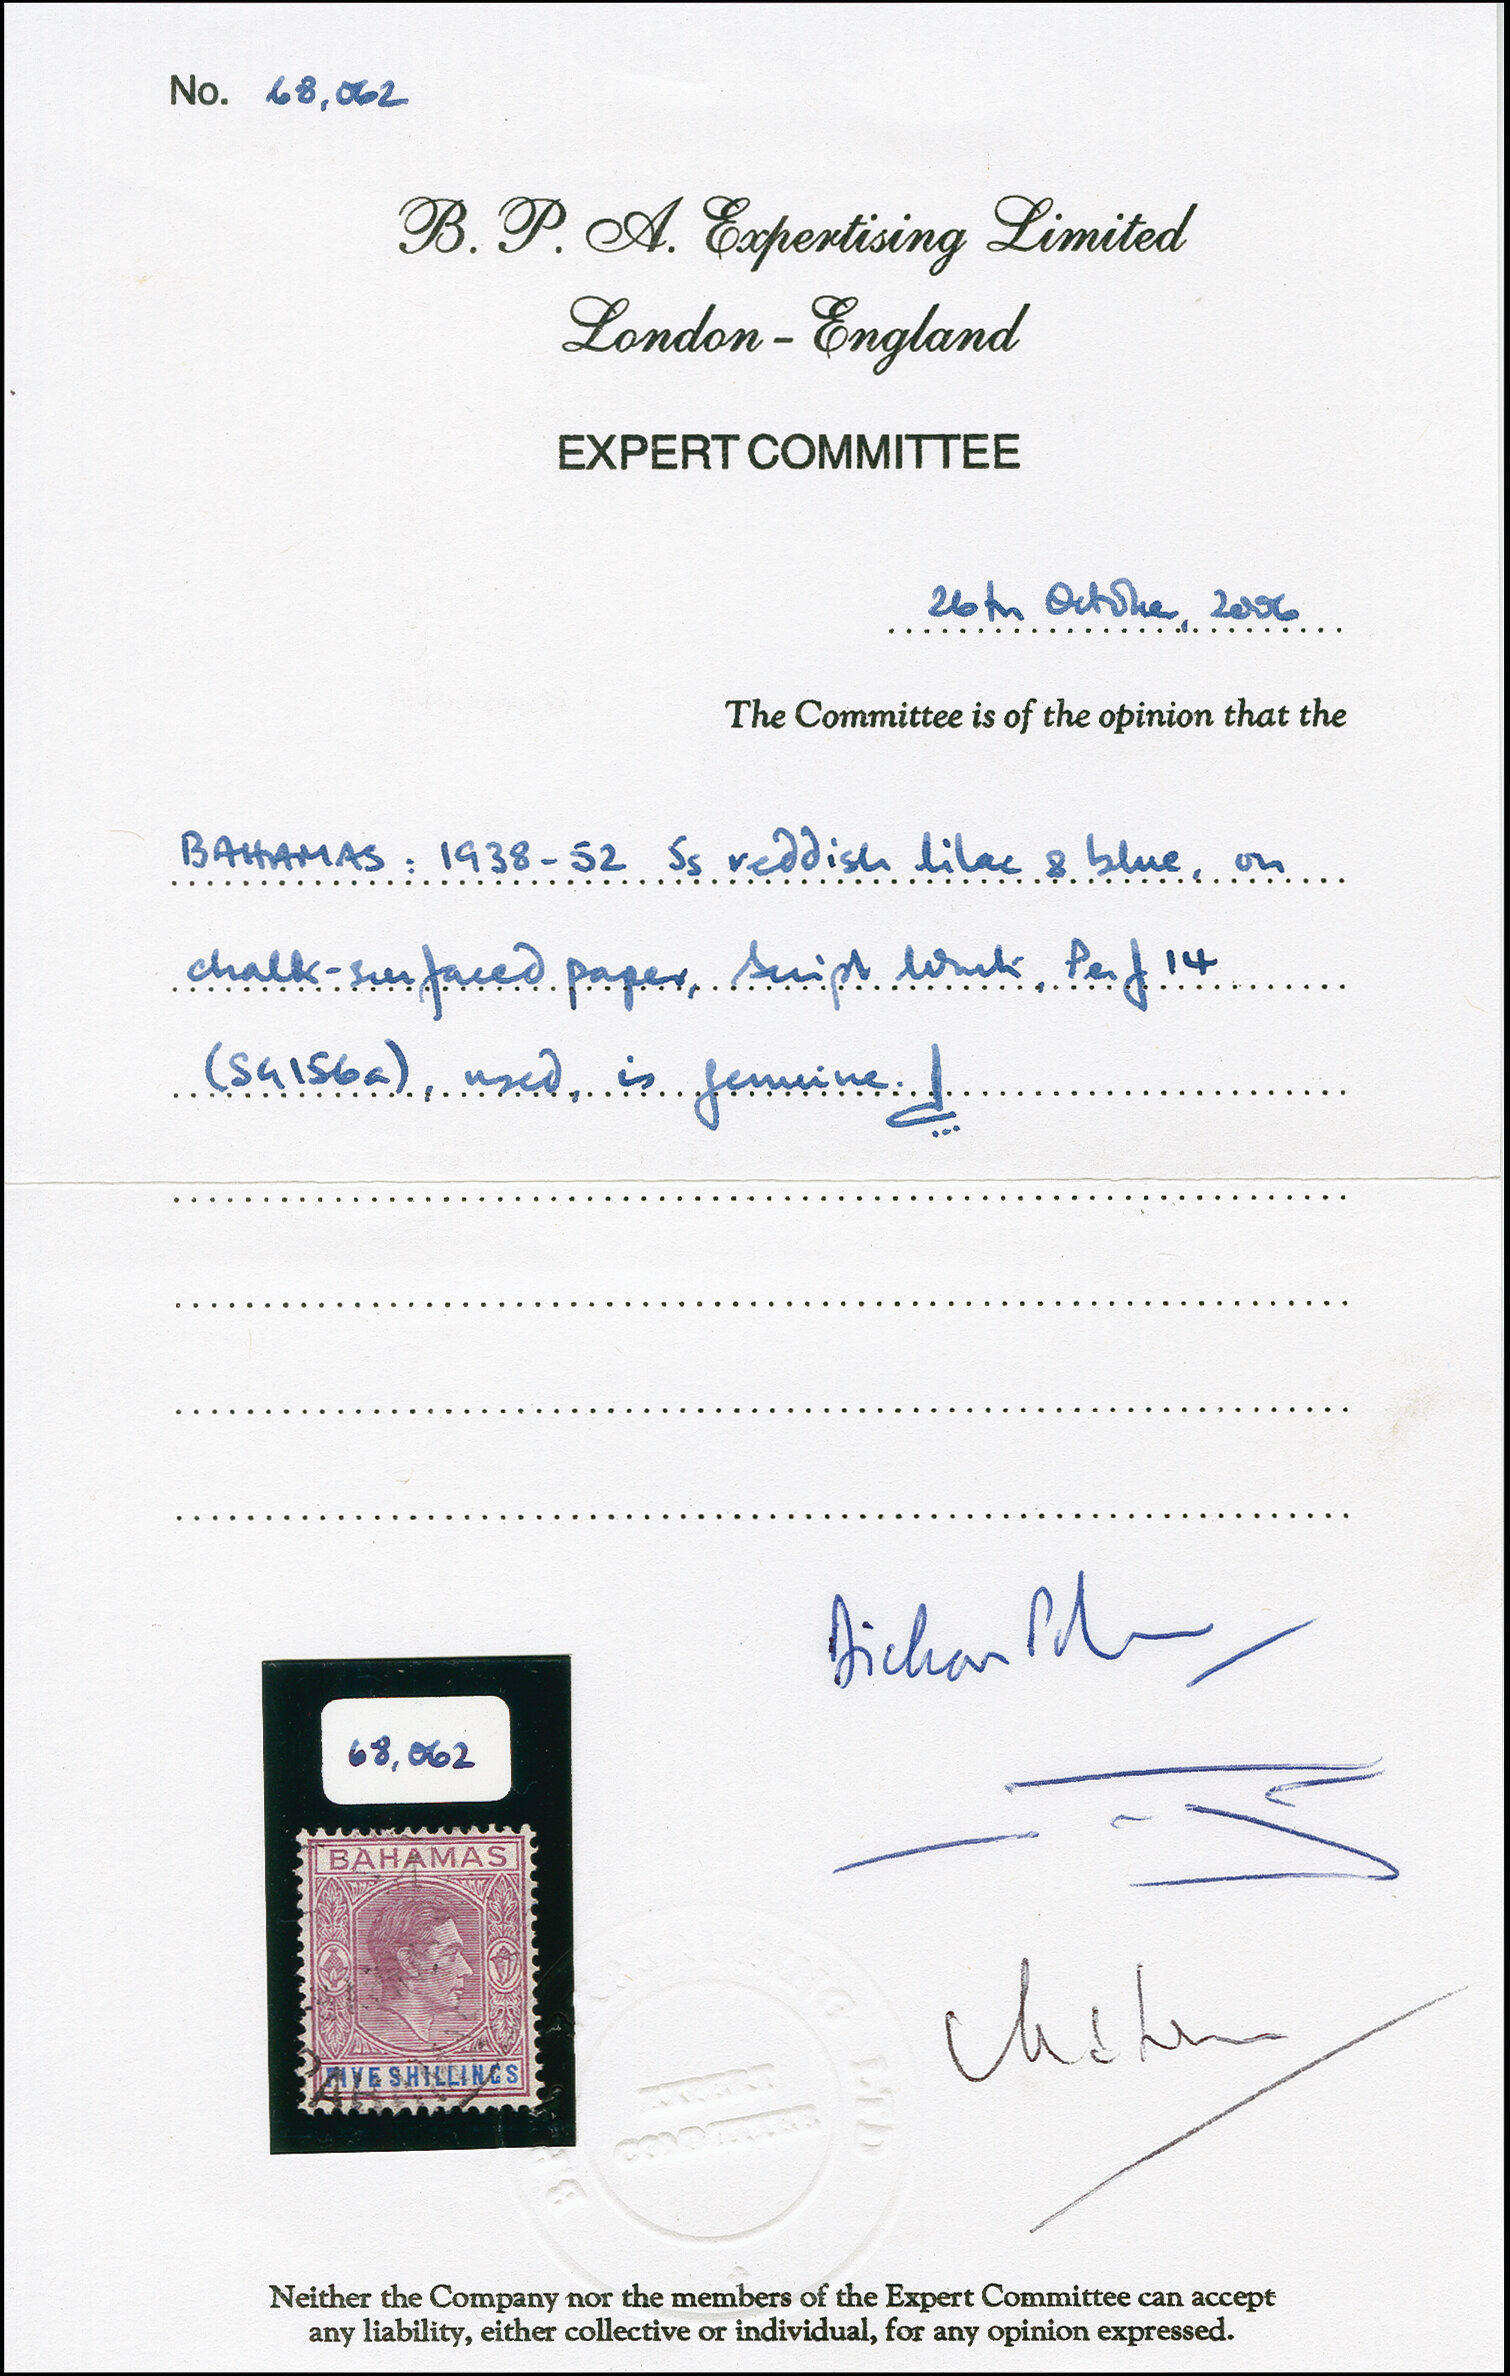 No. 68,062
B. P. A. Expertising Limited
London - England
EXPERT COMMITTEE
26th October, 2006
The Committee is of the opinion that the
BAHAMAS: 1938-52 5s reddish lilac & blue, on
chalk-surfaced paper, Script Wmk, Perf 14
(SG156a), used, is genuine.
68,062
BAHAMAS
FIVE SHILLINGS
Neither the Company nor the members of the Expert Committee can accept
any liability, either collective or individual, for any opinion expressed.